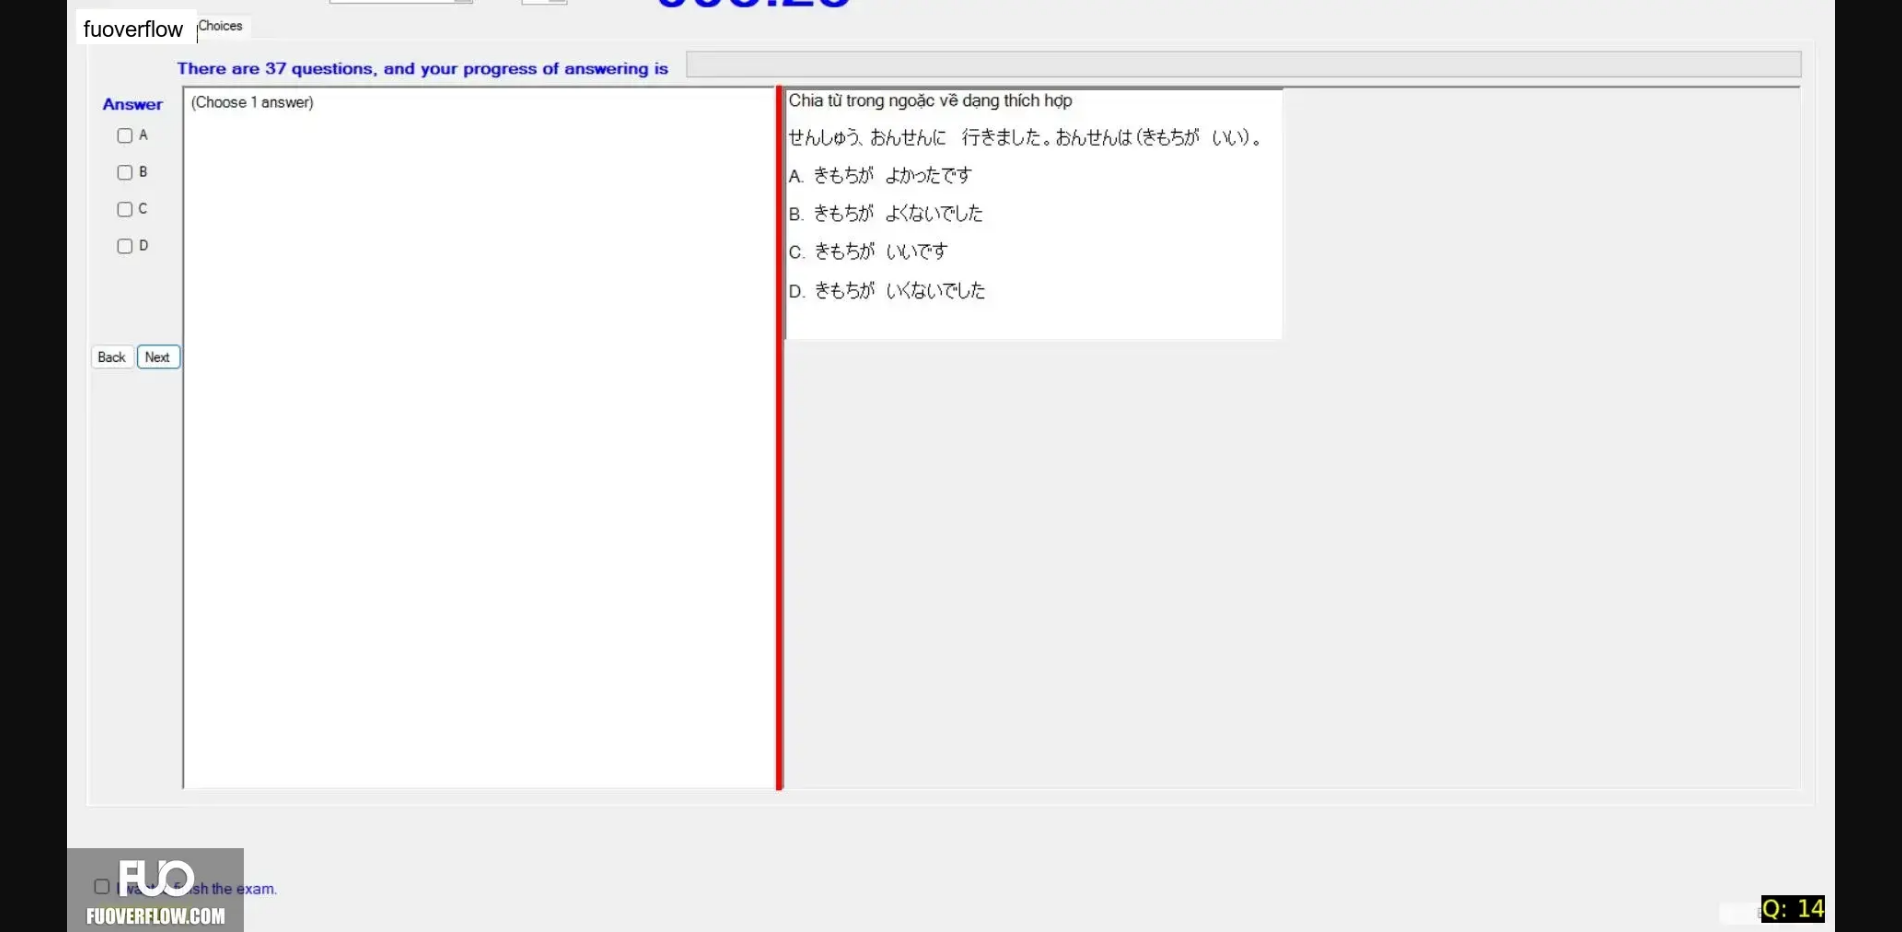 fuoverflow
Choices
There are 37 questions, and your progress of answering is
Answer
(Choose 1 answer)
A
B
C
D
Back
Next
Chia từ trong ngoặc về dạng thích hợp
せんしゅう、おんせんに　行きました。おんせんは(きもちが　いい)。
A. きもちが　よかったです
B. きもちが　よくないでした
C. きもちが　いいです
D. きもちが　いくないでした
FUO
the exam.
FUOVERFLOW.COM
Q: 14